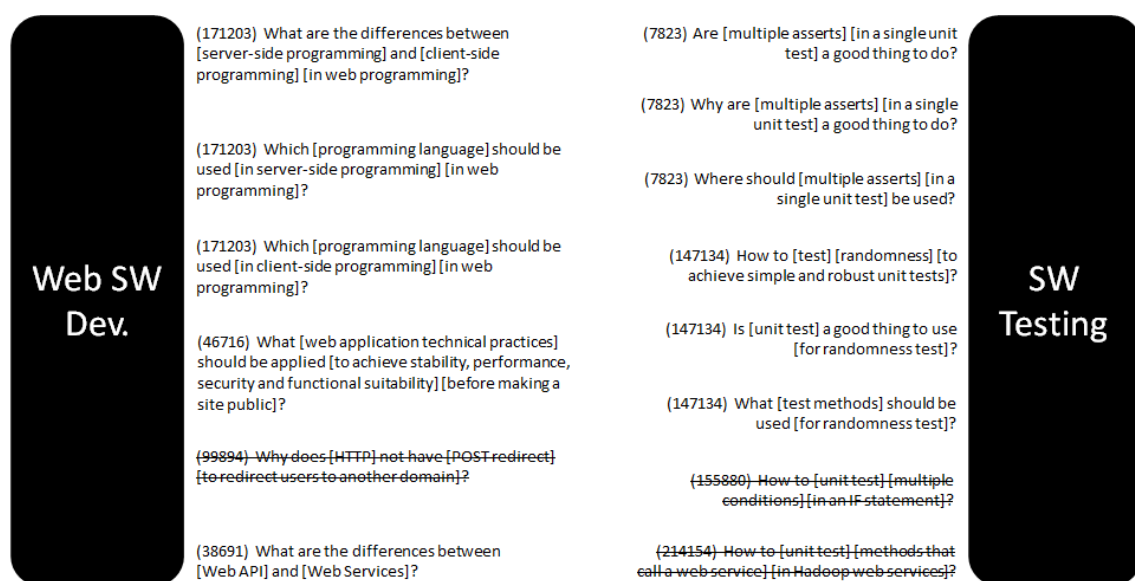 Web SW
Dev.
(171203) What are the differences between
[server-side programming] and [client-side
programming] [in web programming]?
(171203) Which [programming language] should be
used [in server-side programming] [in web
programming]?
(171203) Which [programming language] should be
used [in client-side programming] [in web
programming]?
(46716) What [web application technical practices]
should be applied [to achieve stability, performance,
security and functional suitability] [before making a
site public]?
(99894) Why does [HTTP] not have [POST redirect]
[to redirect users to another domain]?
(38691) What are the differences between
[Web API] and [Web Services]?
(7823) Are [multiple asserts] [in a single unit
test] a good thing to do?
(7823) Why are [multiple asserts] [in a single
unit test] a good thing to do?
(7823) Where should [multiple asserts] [in a
single unit test] be used?
(147134) How to [test] [randomness] [to
achieve simple and robust unit tests]?
(147134) Is [unit test] a good thing to use
[for randomness test]?
(147134) What [test methods] should be
used [for randomness test]?
(155880) How to [unit test] [multiple
conditions] [in an IF statement]?
(214154) How to [unit test] [methods that
call a web service] [in Hadoop web services]?
SW
Testing